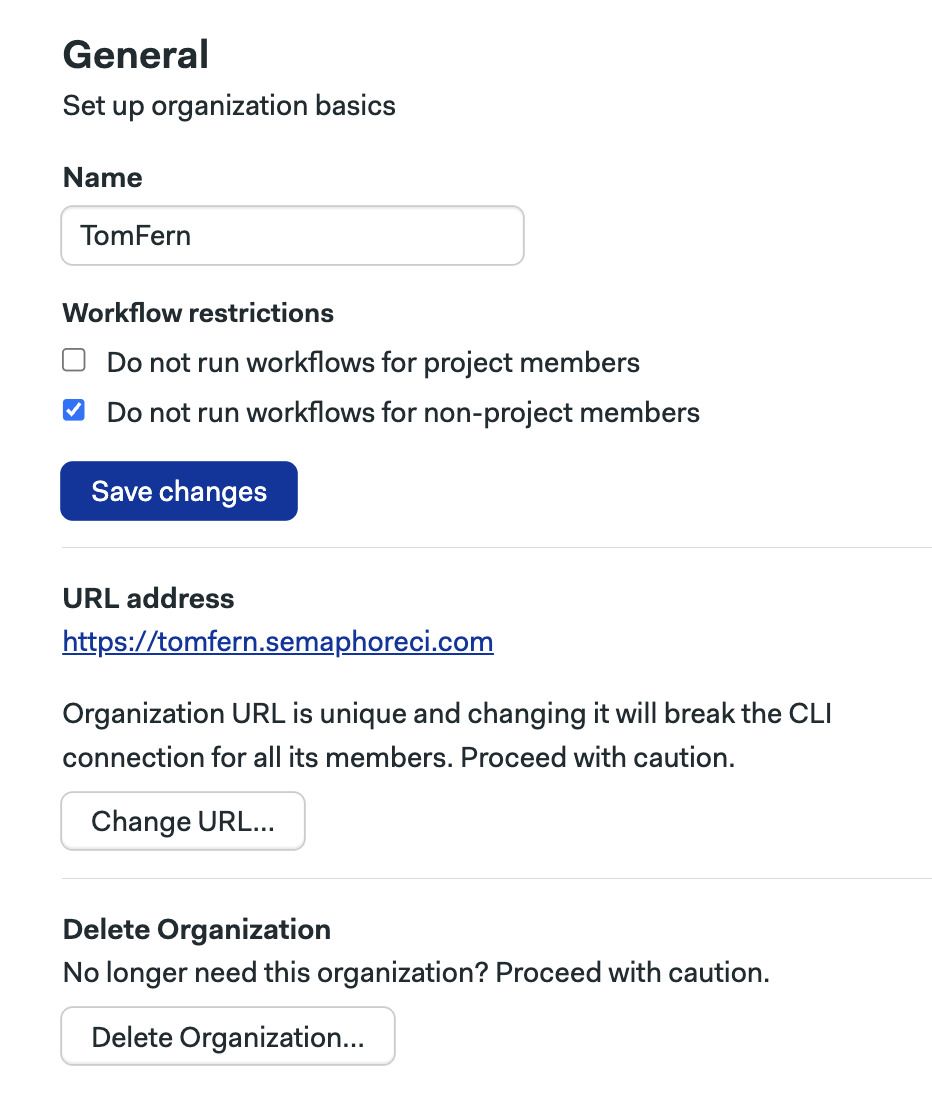 General
Set up organization basics
Name
TomFern
Workflow restrictions
Do not run workflows for project members
Do not run workflows for non-project members
Save changes
URL address
https://tomfern.semaphoreci.com
Organization URL is unique and changing it will break the CLI
connection for all its members. Proceed with caution.
Change URL...
Delete Organization
No longer need this organization? Proceed with caution.
Delete Organization...